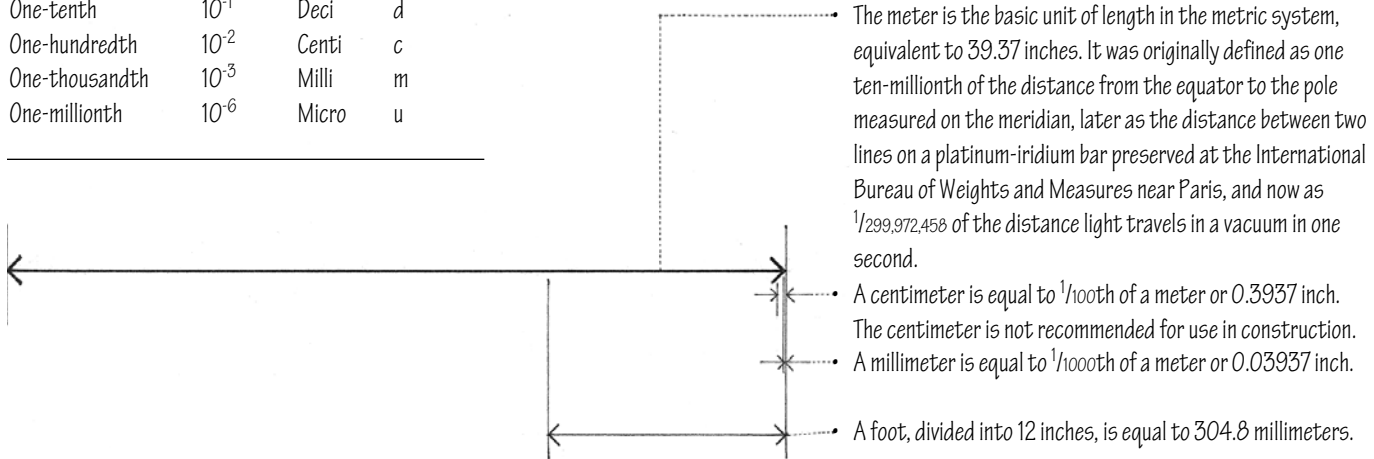 One-tenth 10⁻¹ Deci d
One-hundredth 10⁻² Centi c
One-thousandth 10⁻³ Milli m
One-millionth 10⁻⁶ Micro u
• The meter is the basic unit of length in the metric system,
equivalent to 39.37 inches. It was originally defined as one
ten-millionth of the distance from the equator to the pole
measured on the meridian, later as the distance between two
lines on a platinum-iridium bar preserved at the International
Bureau of Weights and Measures near Paris, and now as
1/299,972,458 of the distance light travels in a vacuum in one
second.
• A centimeter is equal to 1/100th of a meter or 0.3937 inch.
The centimeter is not recommended for use in construction.
• A millimeter is equal to 1/1000th of a meter or 0.03937 inch.
• A foot, divided into 12 inches, is equal to 304.8 millimeters.